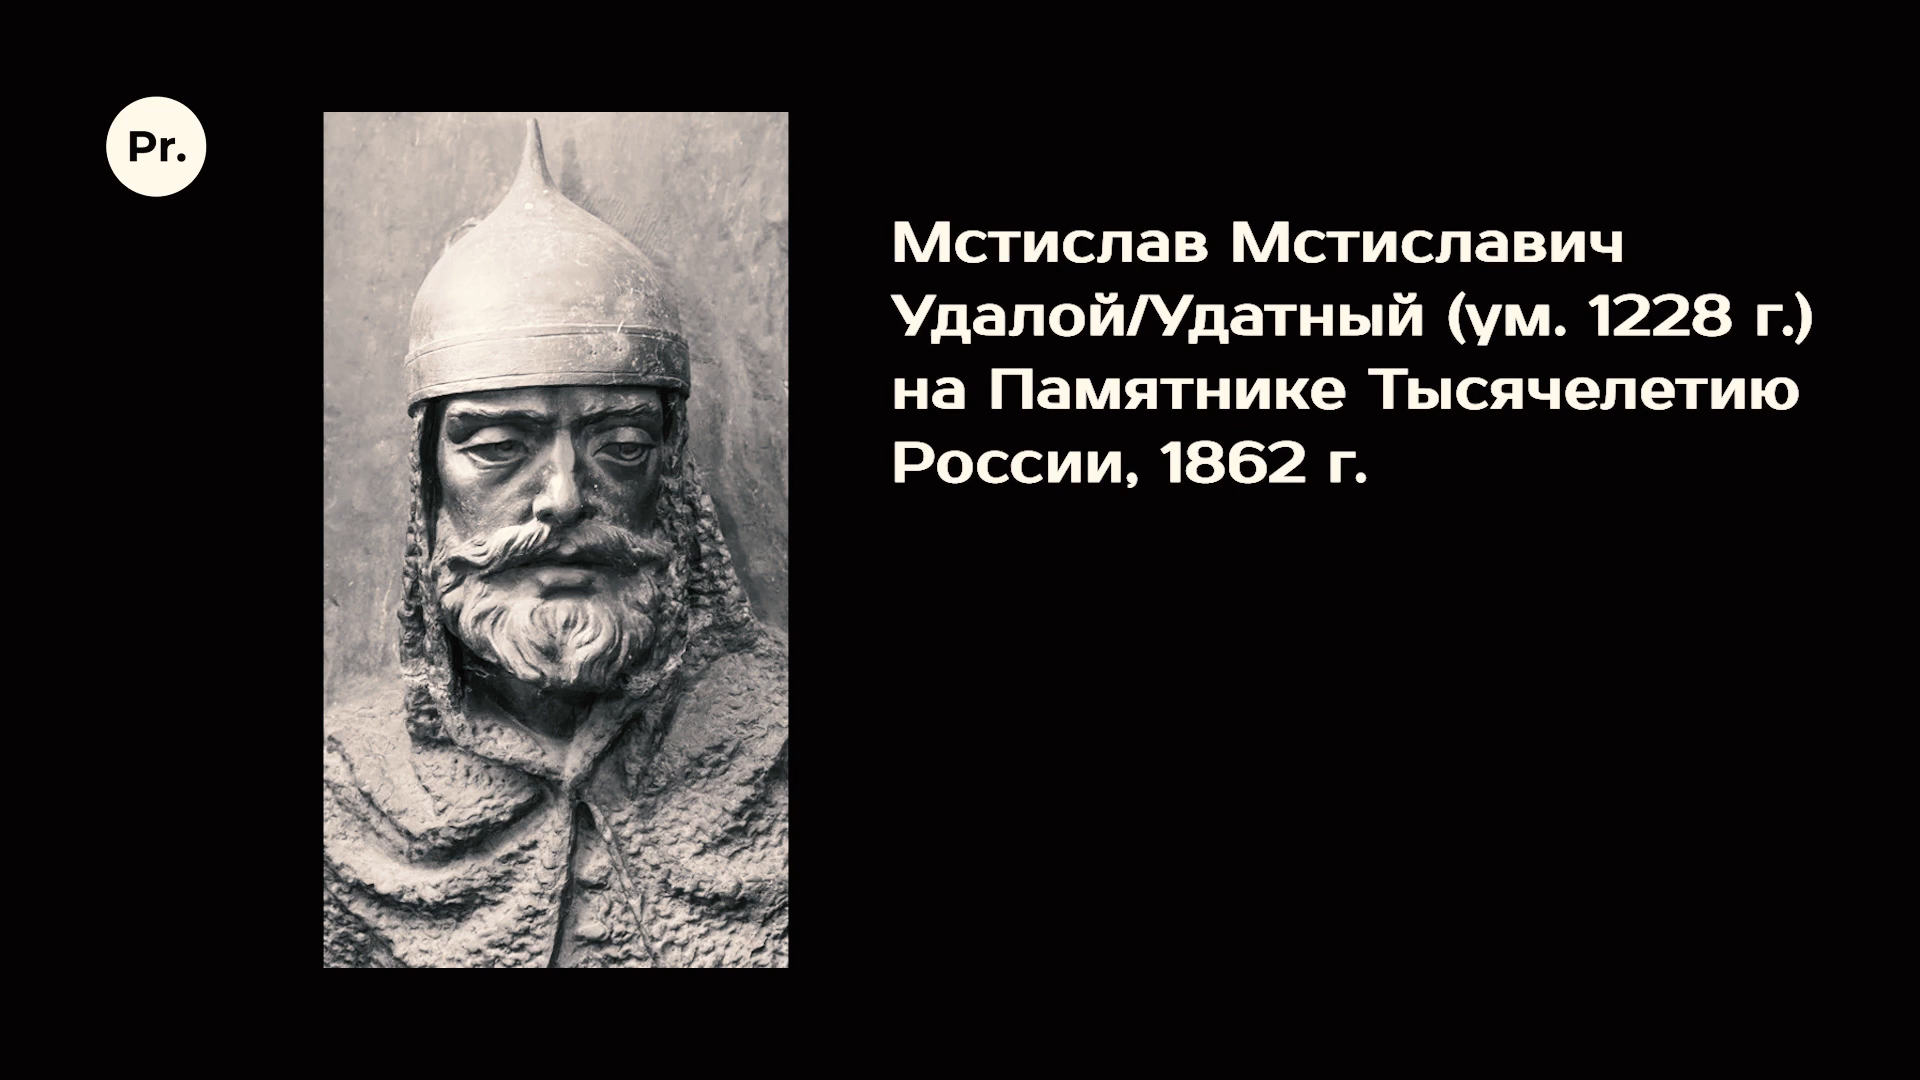 Pr.
Мстислав Мстиславич
Удалой/Удатный (ум. 1228 г.)
на Памятнике Тысячелетию
России, 1862 г.